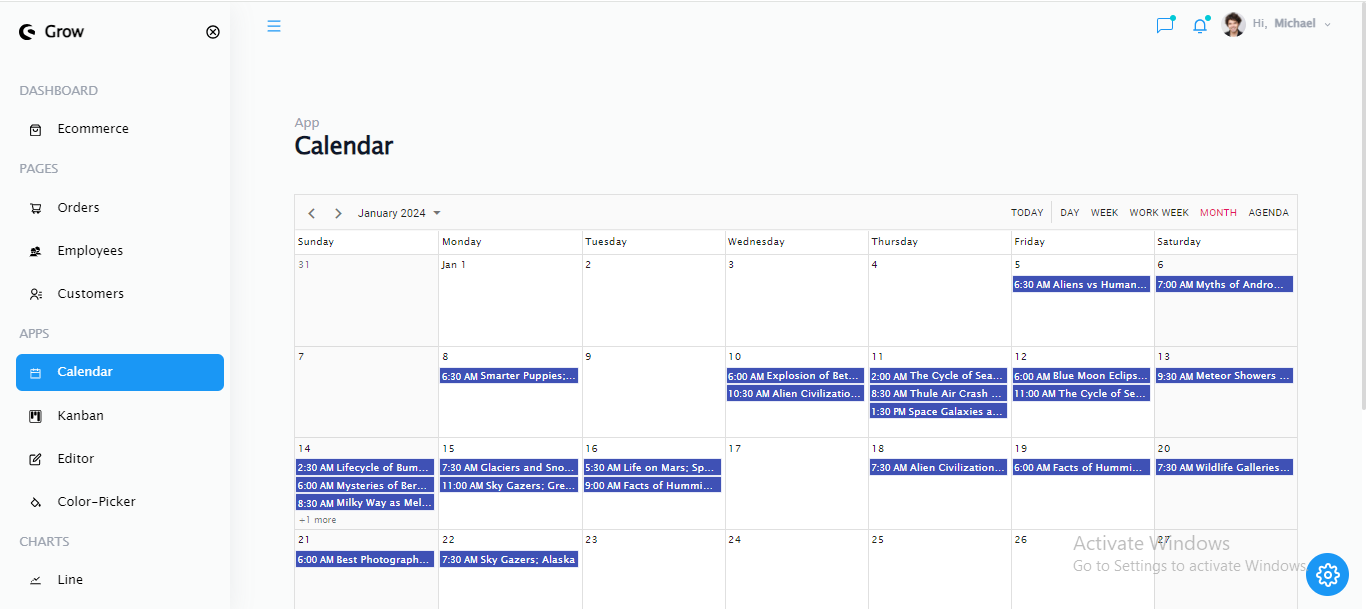 Grow
Hi, Michael
DASHBOARD
Ecommerce
PAGES
Orders
Employees
Customers
APPS
Calendar
Kanban
Editor
Color-Picker
CHARTS
Line
App
Calendar
January 2024
TODAY DAY WEEK WORK WEEK MONTH AGENDA
Sunday Monday Tuesday Wednesday Thursday Friday Saturday
31 Jan 1 2 3 4 5 6
6:30 AM Aliens vs Human... 7:00 AM Myths of Andro...
7 8 9 10 11 12 13
6:30 AM Smarter Puppies;... 6:00 AM Explosion of Bet... 2:00 AM The Cycle of Sea... 6:00 AM Blue Moon Eclips... 9:30 AM Meteor Showers ...
10:30 AM Alien Civilizatio... 8:30 AM Thule Air Crash ... 11:00 AM The Cycle of Se...
1:30 PM Space Galaxies a...
14 15 16 17 18 19 20
2:30 AM Lifecycle of Bum... 7:30 AM Glaciers and Sno... 5:30 AM Life on Mars; Sp... 7:30 AM Alien Civilization... 6:00 AM Facts of Hummi... 7:30 AM Wildlife Galleries...
6:00 AM Mysteries of Ber... 11:00 AM Sky Gazers; Gre... 9:00 AM Facts of Hummi...
8:30 AM Milky Way as Mel...
+1 more
21 22 23 24 25 26 27
6:00 AM Best Photograph... 7:30 AM Sky Gazers; Alaska
Activate Windows
Go to Settings to activate Windows